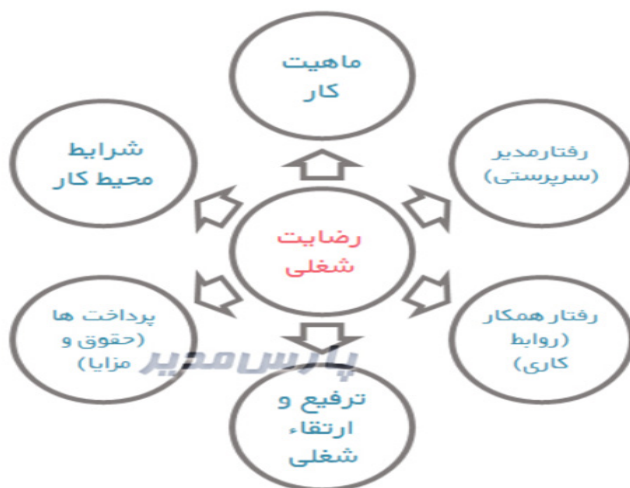 ماهیت
کار
رفتارمدیر
(سرپرستی)
شرایط
محیط کار
رضایت
شغلی
رفتار همکار
(روابط
کاری)
پرداخت ها
(حقوق و
مزایا)
پارس‌مدیر
ترفیع و
ارتقاء
شغلی